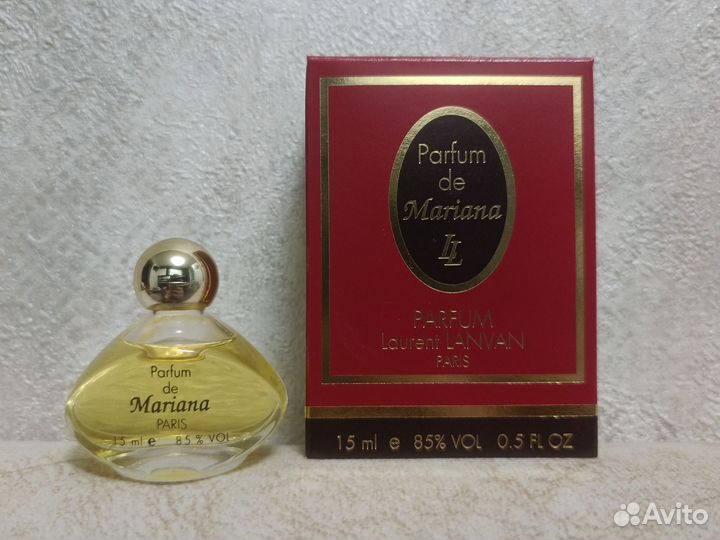 Parfum
de
Mariana
LL
PARFUM
Laurent LANVAN
PARIS
15 ml e 85% VOL 0.5 FL OZ
Parfum
de
Mariana
PARIS
15 ml e 85% VOL
Avito